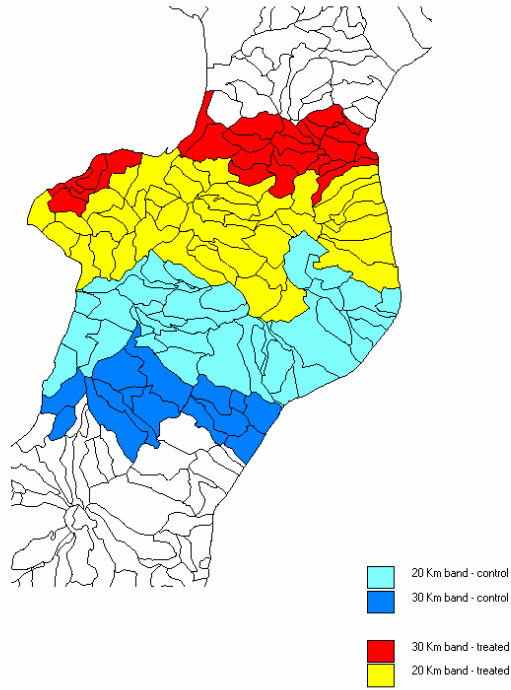 20 Km band - control
30 Km band - control
30 Km band - treated
20 Km band - treated